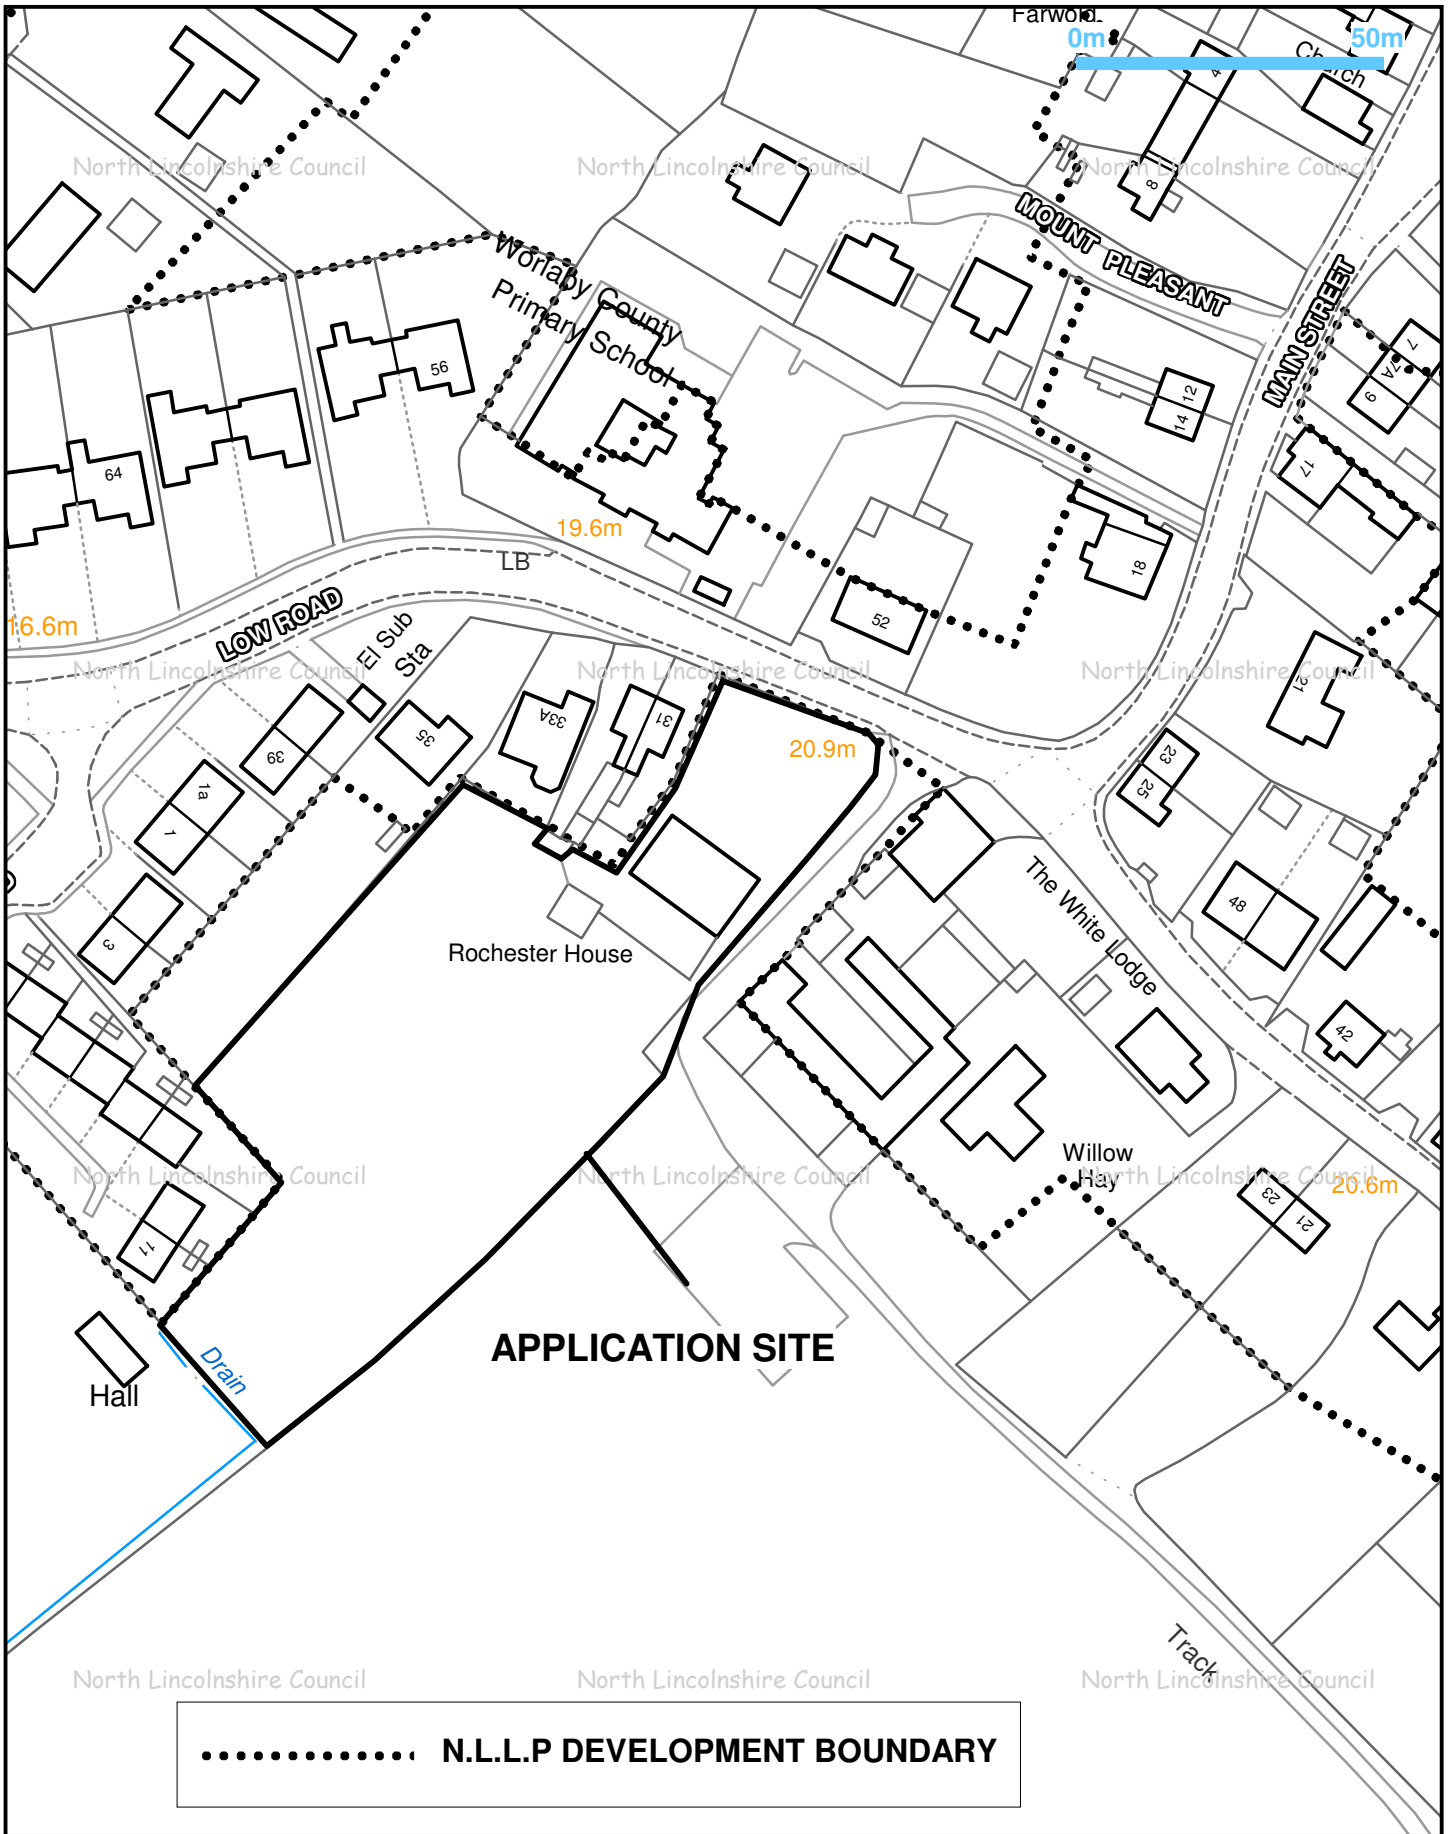 Farwold
0m
50m
Church
4
8
North Lincolnshire Council
North Lincolnshire Council
North Lincolnshire Council
MOUNT PLEASANT
MAIN STREET
Worlaby County
Primary School
56
12
14
7
7A
9
17
64
19.6m
LB
18
52
16.6m
LOW ROAD
El Sub
Sta
North Lincolnshire Council
North Lincolnshire Council
North Lincolnshire Council
21
33A
31
35
39
20.9m
23
25
1a
1
3
The White Lodge
48
Rochester House
42
Willow
Hay
North Lincolnshire Council
North Lincolnshire Council
North Lincolnshire Council
20.6m
23
21
11
APPLICATION SITE
Drain
Hall
Track
North Lincolnshire Council
North Lincolnshire Council
North Lincolnshire Council
N.L.L.P DEVELOPMENT BOUNDARY